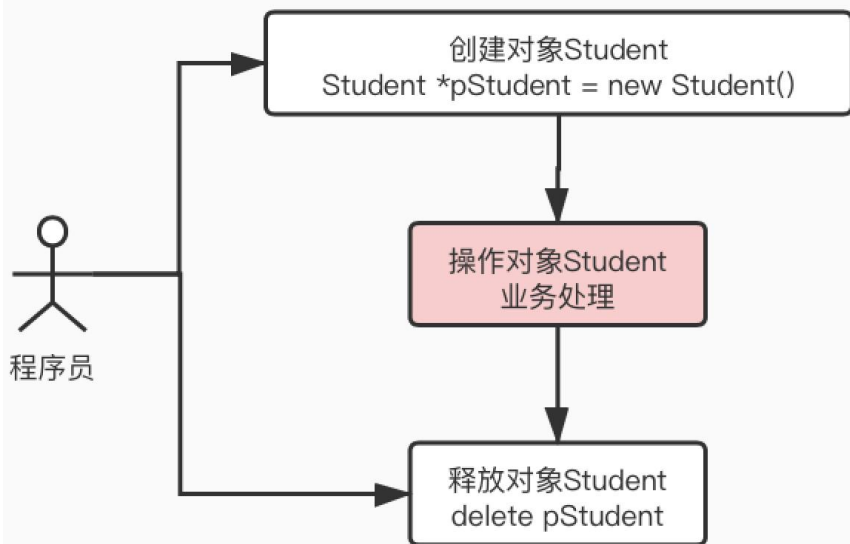 创建对象Student
Student *pStudent = new Student()
操作对象Student
业务处理
程序员
释放对象Student
delete pStudent